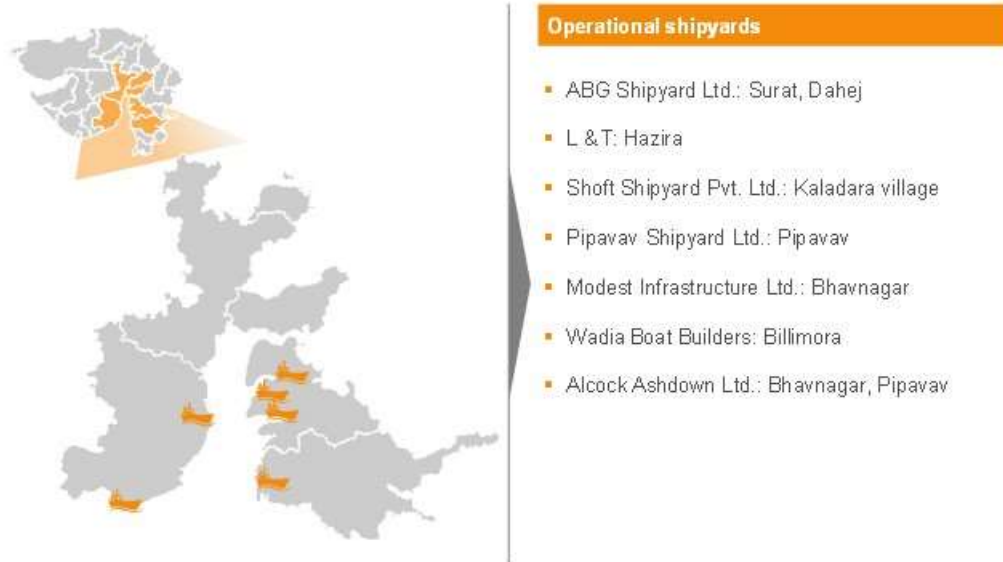 Operational shipyards
ABG Shipyard Ltd.: Surat, Dahej
L & T: Hazira
Shoft Shipyard Pvt. Ltd.: Kaladara village
Pipavav Shipyard Ltd.: Pipavav
Modest Infrastructure Ltd.: Bhavnagar
Wadia Boat Builders: Billimora
Alcock Ashdown Ltd.: Bhavnagar, Pipavav